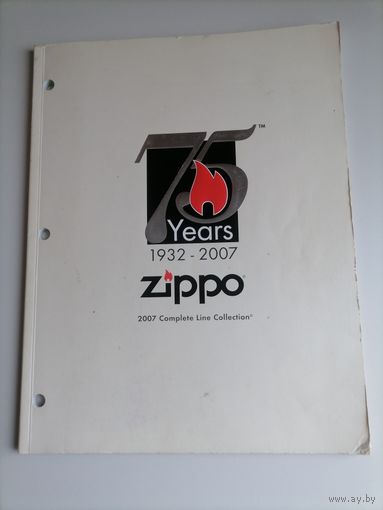 75™
Years
1932 - 2007
zippo®
2007 Complete Line Collection®
www.ay.by